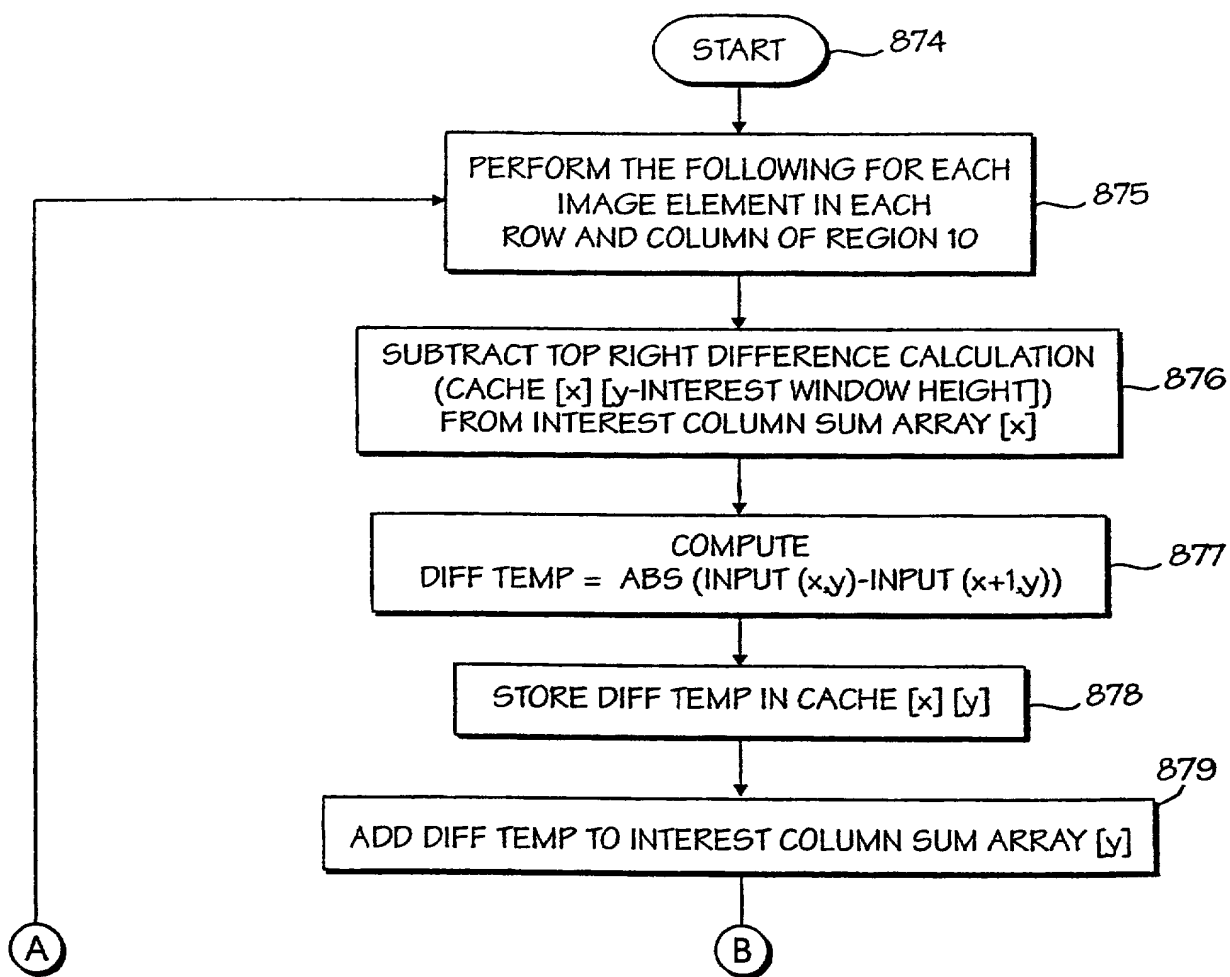 START
874
PERFORM THE FOLLOWING FOR EACH
IMAGE ELEMENT IN EACH
ROW AND COLUMN OF REGION 10
875
SUBTRACT TOP RIGHT DIFFERENCE CALCULATION
(CACHE [x] [y-INTEREST WINDOW HEIGHT])
FROM INTEREST COLUMN SUM ARRAY [x]
876
COMPUTE
DIFF TEMP = ABS (INPUT (x,y)-INPUT (x+1,y))
877
STORE DIFF TEMP IN CACHE [x] [y]
878
879
ADD DIFF TEMP TO INTEREST COLUMN SUM ARRAY [y]
A
B